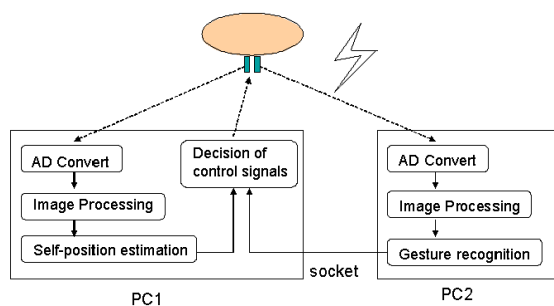 AD Convert
Image Processing
Self-position estimation
Decision of
control signals
AD Convert
Image Processing
Gesture recognition
socket
PC1
PC2